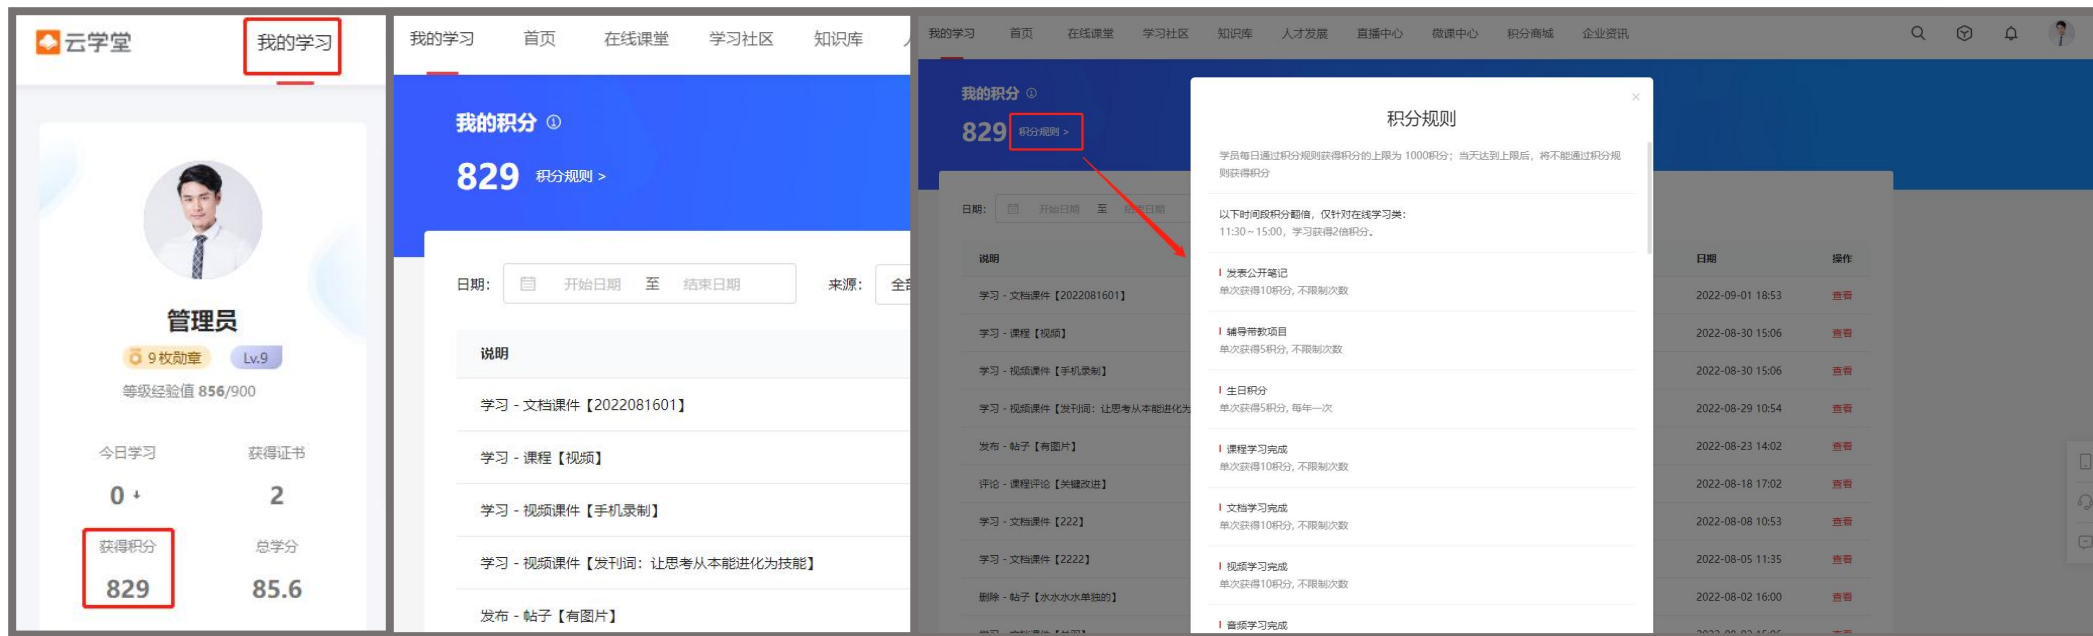 云学堂
我的学习
管理员
9枚勋章
Lv.9
等级经验值 856/900
今日学习
获得证书
0
2
获得积分
总学分
829
85.6
我的学习
首页
在线课堂
学习社区
知识库
我的积分
829 积分规则 >
日期：
开始日期 至 结束日期
来源：
说明
学习 - 文档课件【2022081601】
学习 - 课程【视频】
学习 - 视频课件【手机录制】
学习 - 视频课件【发刊词：让思考从本能进化为技能】
发布 - 帖子【有图片】
我的学习
首页
在线课堂
学习社区
知识库
人才发展
直播中心
微课中心
积分商城
企业资讯
我的积分
829 积分规则 >
日期：
开始日期 至 结束日期
说明
日期
操作
学习 - 文档课件【2022081601】
2022-09-01 18:53
查看
学习 - 课程【视频】
2022-08-30 15:06
查看
学习 - 视频课件【手机录制】
2022-08-30 15:06
查看
学习 - 视频课件【发刊词：让思考从本能进化为
2022-08-29 10:54
查看
发布 - 帖子【有图片】
2022-08-23 14:02
查看
评论 - 课程评论【关键改进】
2022-08-18 17:02
查看
学习 - 文档课件【222】
2022-08-08 10:53
查看
学习 - 文档课件【2222】
2022-08-05 11:35
查看
删除 - 帖子【水水水水单独的】
2022-08-02 16:00
查看
积分规则
学员每日通过积分规则获得积分的上限为 1000积分；当天达到上限后，将不能通过积分规
则获得积分
以下时间段积分翻倍，仅针对在线学习类：
11:30 ~ 15:00，学习获得2倍积分。
发表公开笔记
单次获得10积分, 不限制次数
辅导带教项目
单次获得5积分, 不限制次数
生日积分
单次获得5积分, 每年一次
课程学习完成
单次获得10积分, 不限制次数
文档学习完成
单次获得10积分, 不限制次数
视频学习完成
单次获得10积分, 不限制次数
音频学习完成